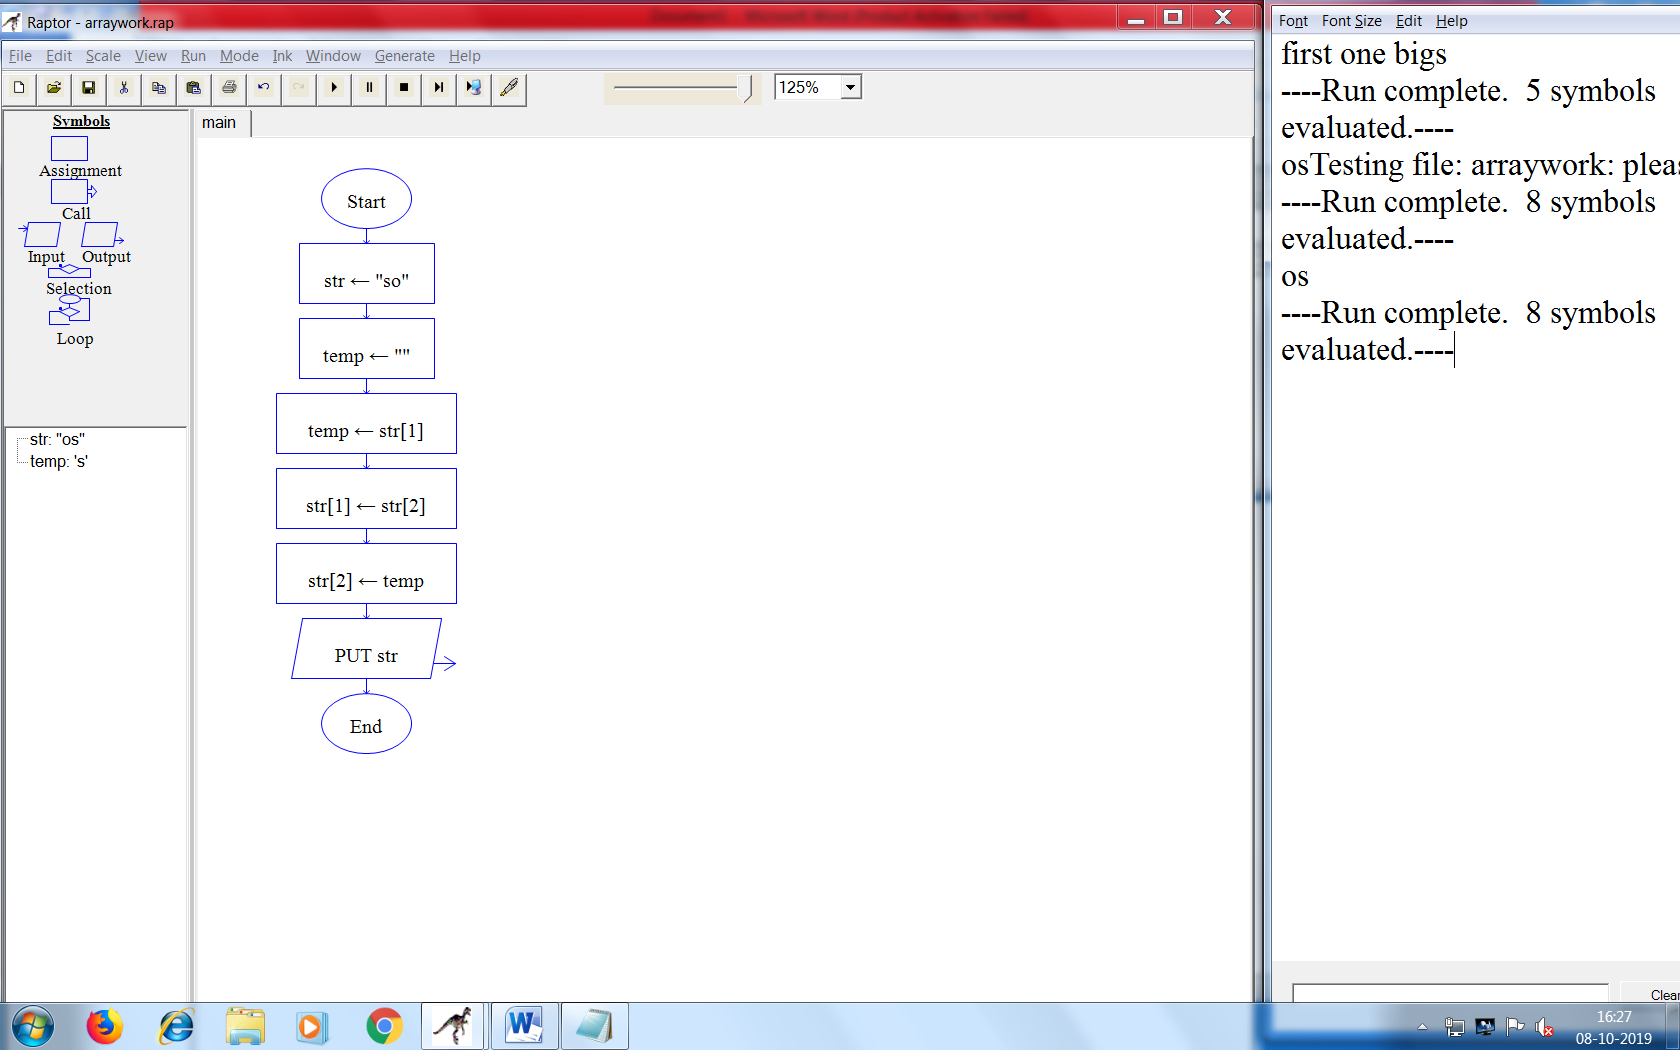 Raptor - arraywork.rap
File Edit Scale View Run Mode Ink Window Generate Help
125%
Symbols
Assignment
Call
Input Output
Selection
Loop
str: "os"
temp: 's'
main
Start
str ← "so"
temp ← ""
temp ← str[1]
str[1] ← str[2]
str[2] ← temp
PUT str
End
Font Font Size Edit Help
first one bigs
----Run complete.  5 symbols
evaluated.----
osTesting file: arraywork: pleas
----Run complete.  8 symbols
evaluated.----
os
----Run complete.  8 symbols
evaluated.----
Clear
16:27
08-10-2019